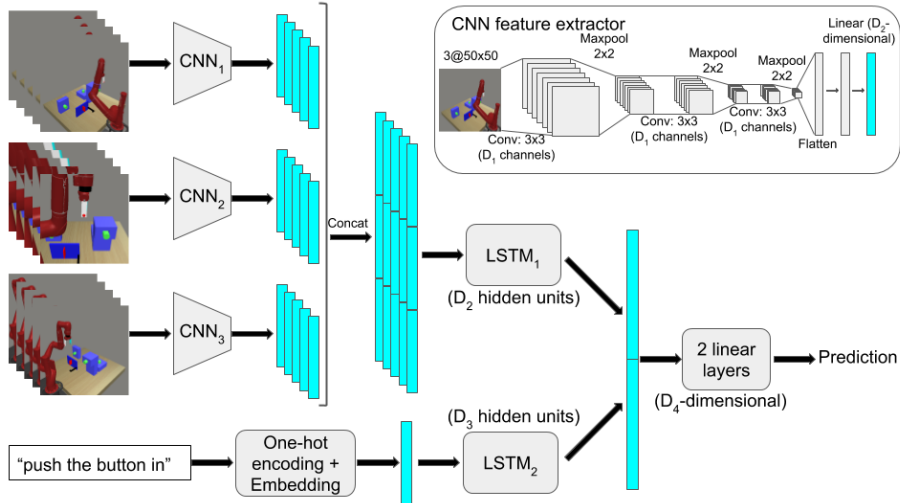 CNN feature extractor
3@50x50
Maxpool
2x2
Maxpool
2x2
Maxpool
2x2
Linear (D₂-
dimensional)
Conv: 3x3
(D₁ channels)
Conv: 3x3
(D₁ channels)
Conv: 3x3
(D₁ channels)
Flatten
CNN₁
CNN₂
CNN₃
Concat
LSTM₁
(D₂ hidden units)
2 linear
layers
(D₄-dimensional)
Prediction
(D₃ hidden units)
LSTM₂
“push the button in”
One-hot
encoding +
Embedding